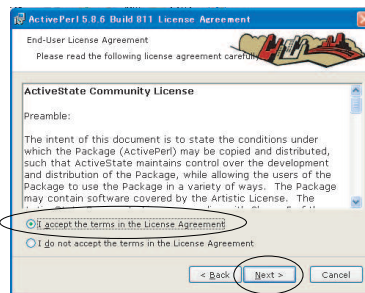 ActivePerl 5.8.6 Build 811 License Agreement
End-User License Agreement
Please read the following license agreement carefully
ActiveState Community License
Preamble:
The intent of this document is to state the conditions under
which the Package (ActivePerl) may be copied and distributed,
such that ActiveState maintains control over the development
and distribution of the Package, while allowing the users of the
Package to use the Package in a variety of ways. The Package
may contain software covered by the Artistic License. The
I accept the terms in the License Agreement
I do not accept the terms in the License Agreement
< Back
Next >
Cancel